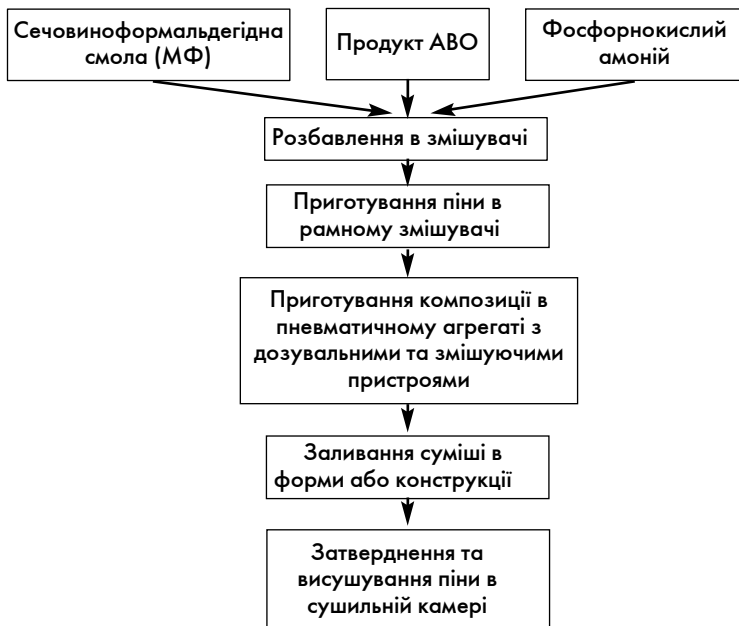 Сечовиноформальдегідна
смола (МФ)
Продукт АВО
Фосфорнокислий
амоній
Розбавлення в змішувачі
Приготування піни в
рамному змішувачі
Приготування композиції в
пневматичному агрегаті з
дозувальними та змішуючими
пристроями
Заливання суміші в
форми або конструкції
Затверднення та
висушування піни в
сушильній камері